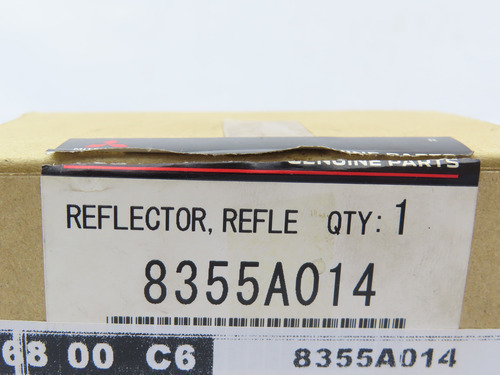 GENUINE PARTS
REFLECTOR, REFLE QTY: 1
8355A014
68 00 C6 8355A014